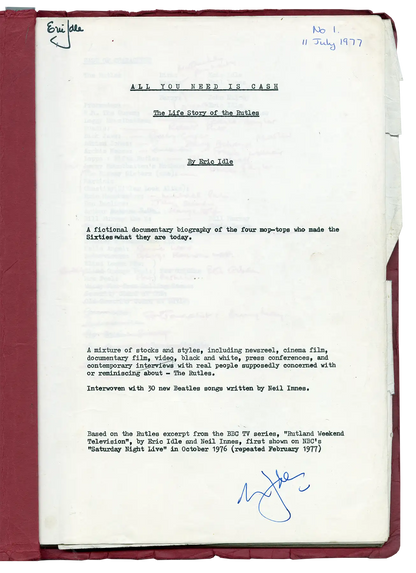 Eric Idle
No 1.
11 July 1977
ALL YOU NEED IS CASH
The Life Story of the Rutles
By Eric Idle
A fictional documentary biography of the four mop-tops who made the
Sixties what they are today.
A mixture of stocks and styles, including newsreel, cinema film,
documentary film, video, black and white, press conferences, and
contemporary interviews with real people supposedly concerned with
or reminiscing about - The Rutles.
Interwoven with 30 new Beatles songs written by Neil Innes.
Based on the Rutles excerpt from the BBC TV series, "Rutland Weekend
Television", by Eric Idle and Neil Innes, first shown on NBC's
"Saturday Night Live" in October 1976 (repeated February 1977)